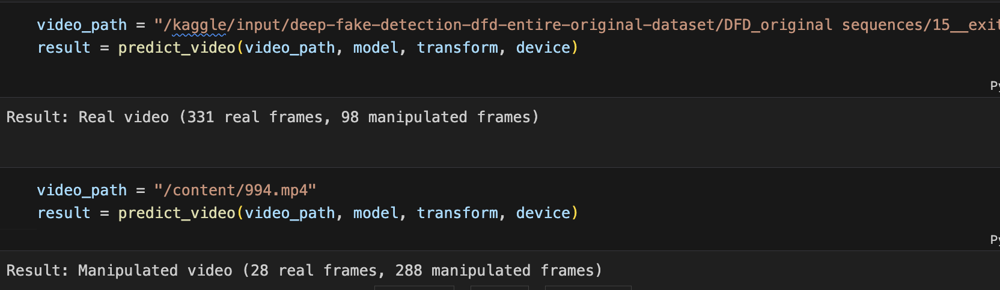 video_path = "/kaggle/input/deep-fake-detection-dfd-entire-original-dataset/DFD_original sequences/15__exit
result = predict_video(video_path, model, transform, device)
Py
Result: Real video (331 real frames, 98 manipulated frames)
video_path = "/content/994.mp4"
result = predict_video(video_path, model, transform, device)
Py
Result: Manipulated video (28 real frames, 288 manipulated frames)